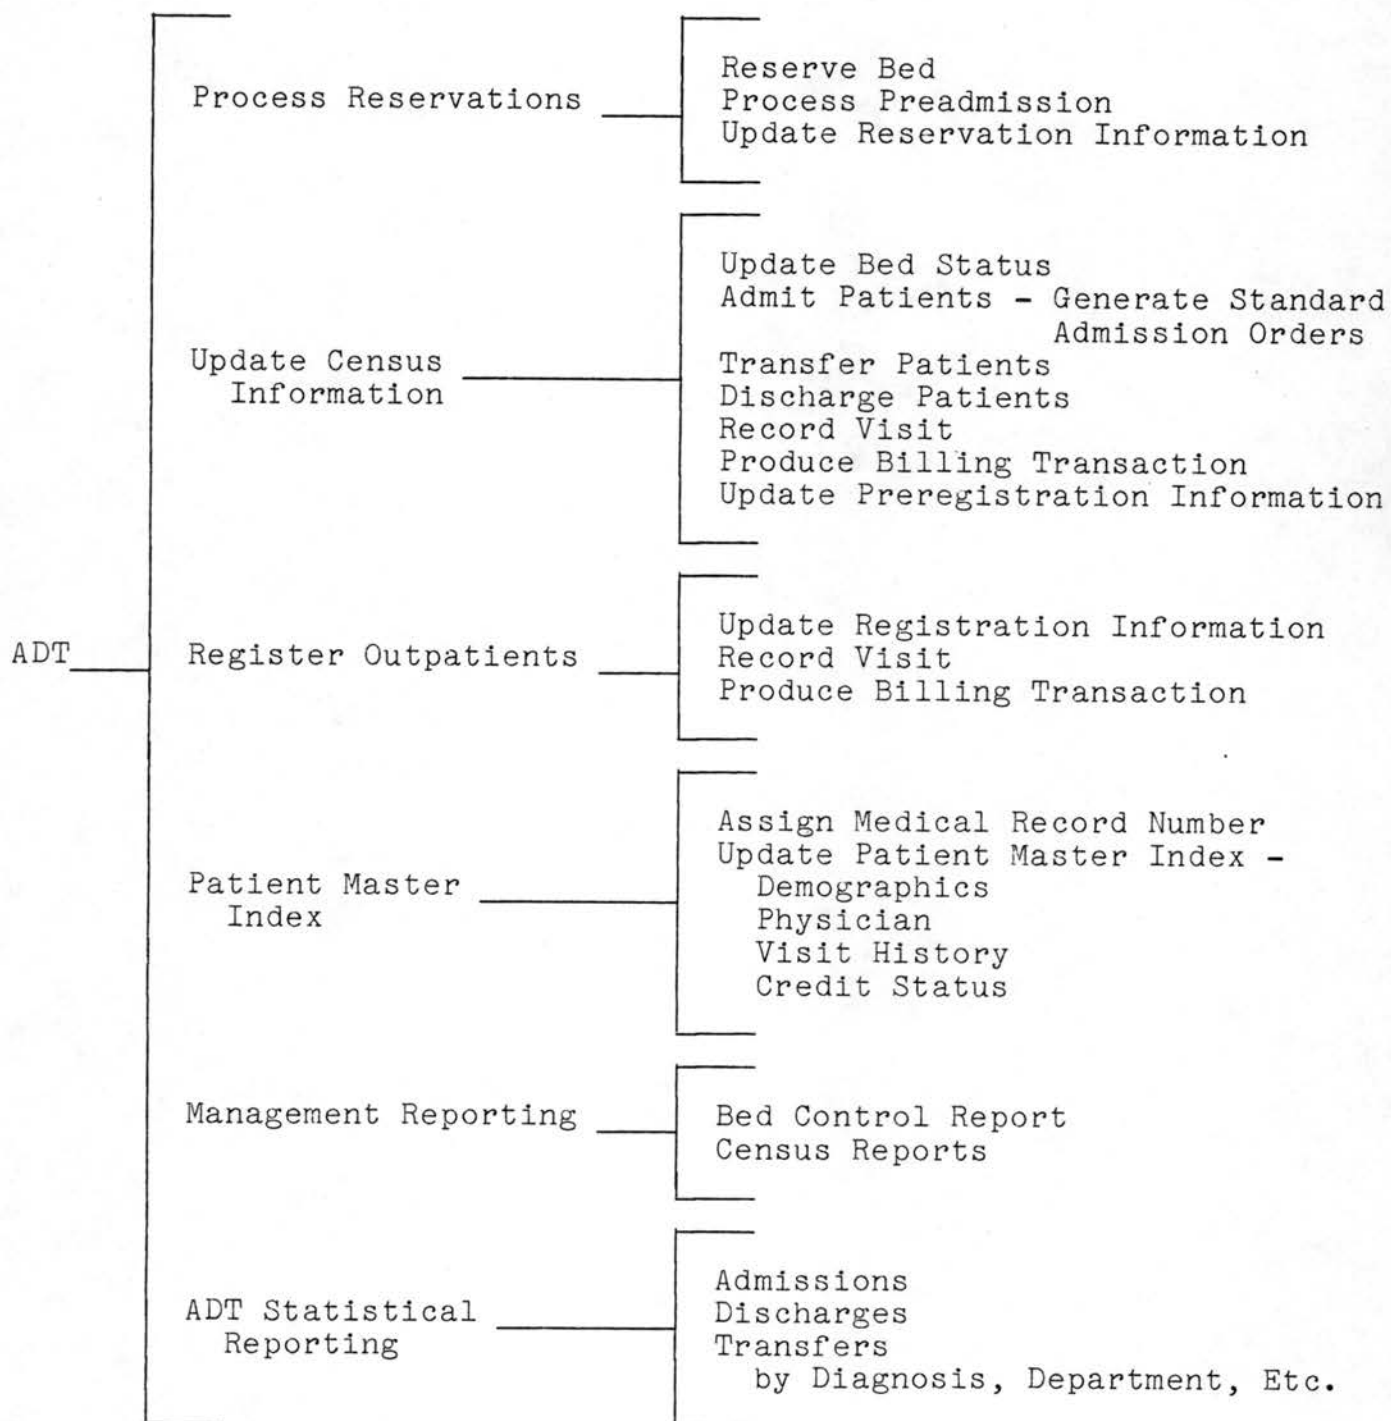 Process Reservations
Reserve Bed
Process Preadmission
Update Reservation Information
Update Census
Information
Update Bed Status
Admit Patients - Generate Standard
Admission Orders
Transfer Patients
Discharge Patients
Record Visit
Produce Billing Transaction
Update Preregistration Information
ADT
Register Outpatients
Update Registration Information
Record Visit
Produce Billing Transaction
Patient Master
Index
Assign Medical Record Number
Update Patient Master Index -
Demographics
Physician
Visit History
Credit Status
Management Reporting
Bed Control Report
Census Reports
ADT Statistical
Reporting
Admissions
Discharges
Transfers
by Diagnosis, Department, Etc.